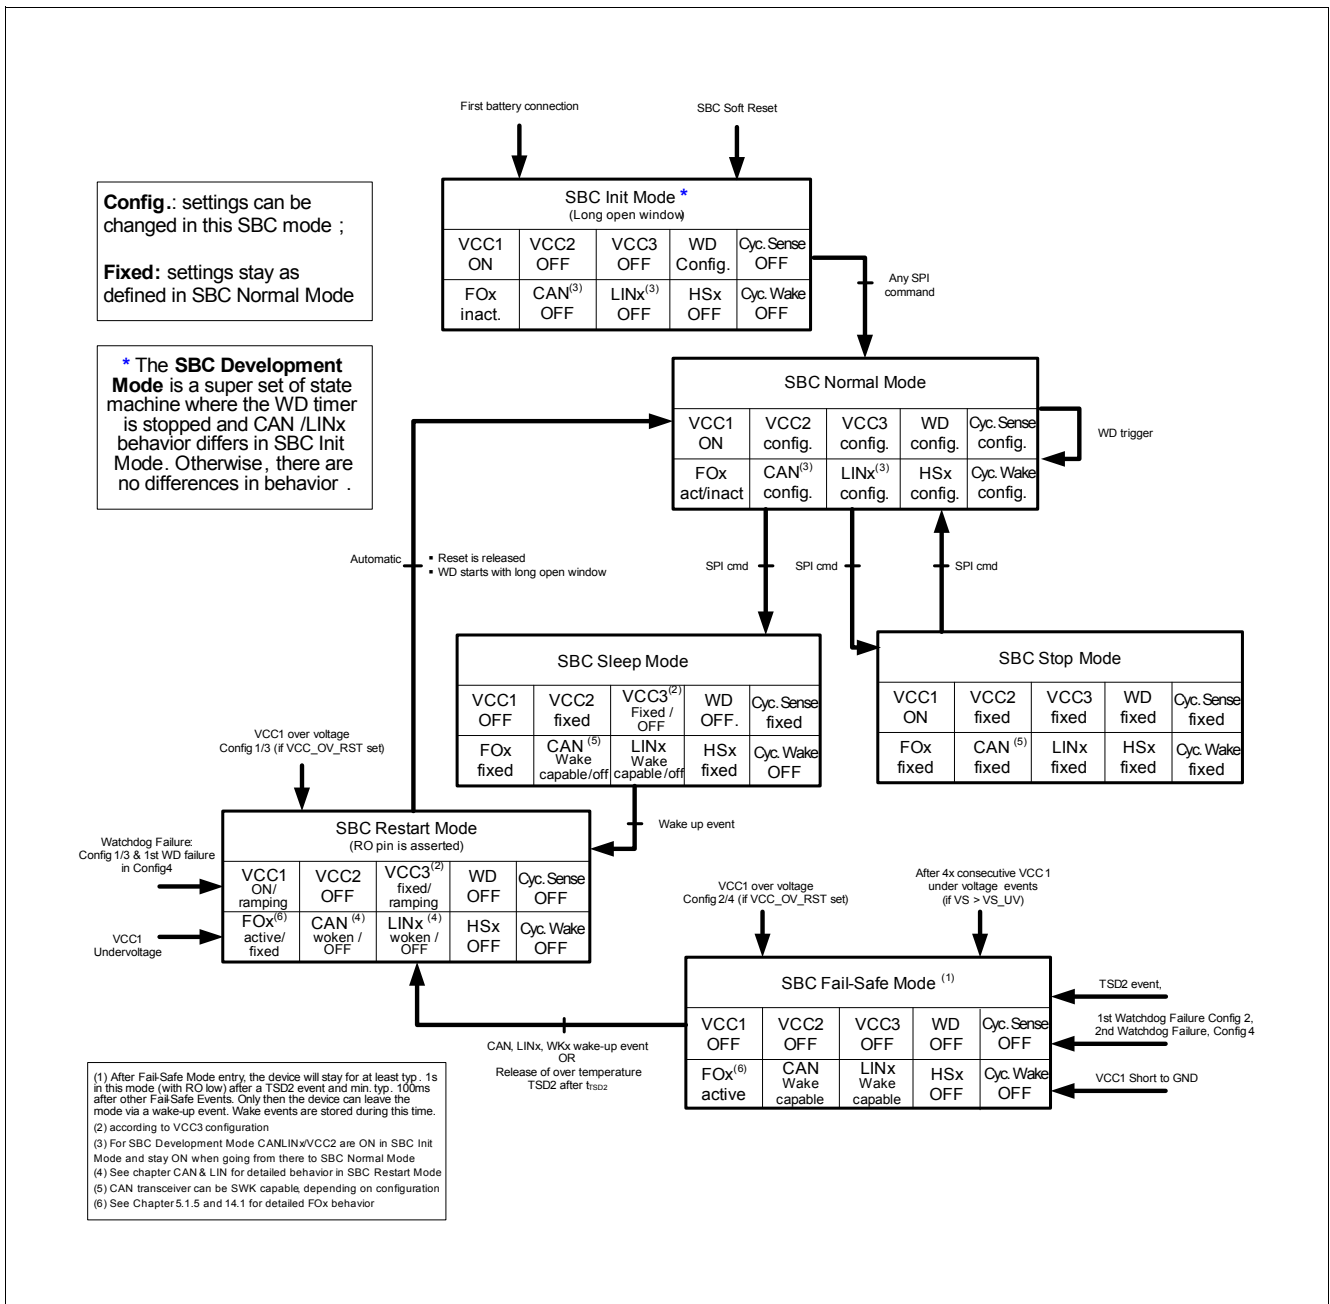 First battery connection
SBC Soft Reset
Config.: settings can be
changed in this SBC mode ;
Fixed: settings stay as
defined in SBC Normal Mode
* The SBC Development
Mode is a super set of state
machine where the WD timer
is stopped and CAN /LINx
behavior differs in SBC Init
Mode. Otherwise, there are
no differences in behavior .
SBC Init Mode *
(Long open window)
VCC1 VCC2 VCC3 WD Cyc. Sense
ON OFF OFF Config. OFF
FOx CAN(3) LINx(3) HSx Cyc. Wake
inact. OFF OFF OFF OFF
Any SPI
command
SBC Normal Mode
VCC1 VCC2 VCC3 WD Cyc. Sense
ON config. config. config. config.
FOx CAN(3) LINx(3) HSx Cyc. Wake
act/inact config. config. config. config.
WD trigger
Automatic
▪ Reset is released
▪ WD starts with long open window
SPI cmd
SPI cmd
SPI cmd
SBC Sleep Mode
VCC1 VCC2 VCC3(2) WD Cyc. Sense
OFF fixed Fixed / OFF OFF. fixed
FOx CAN (5) LINx HSx Cyc. Wake
fixed Wake capable/off Wake capable/off fixed OFF
SBC Stop Mode
VCC1 VCC2 VCC3 WD Cyc. Sense
ON fixed fixed fixed fixed
FOx CAN (5) LINx HSx Cyc. Wake
fixed fixed fixed fixed fixed
VCC1 over voltage
Config 1/3 (if VCC_OV_RST set)
Wake up event
Watchdog Failure:
Config 1/3 & 1st WD failure
in Config4
VCC1
Undervoltage
SBC Restart Mode
(RO pin is asserted)
VCC1 VCC2 VCC3(2) WD Cyc. Sense
ON/ ramping OFF fixed/ ramping OFF OFF
FOx(6) CAN (4) LINx (4) HSx Cyc. Wake
active/ fixed woken / OFF woken / OFF OFF OFF
VCC1 over voltage
Config 2/4 (if VCC_OV_RST set)
After 4x consecutive VCC1
under voltage events
(if VS > VS_UV)
SBC Fail-Safe Mode (1)
VCC1 VCC2 VCC3 WD Cyc. Sense
OFF OFF OFF OFF OFF
FOx(6) CAN LINx HSx Cyc. Wake
active Wake capable Wake capable OFF OFF
TSD2 event,
1st Watchdog Failure Config 2,
2nd Watchdog Failure, Config 4
VCC1 Short to GND
CAN, LINx, WKx wake-up event
OR
Release of over temperature
TSD2 after tTSD2
(1) After Fail-Safe Mode entry, the device will stay for at least typ. 1s
in this mode (with RO low) after a TSD2 event and min. typ. 100ms
after other Fail-Safe Events. Only then the device can leave the
mode via a wake-up event. Wake events are stored during this time.
(2) according to VCC3 configuration
(3) For SBC Development Mode CAN/LINx/VCC2 are ON in SBC Init
Mode and stay ON when going from there to SBC Normal Mode
(4) See chapter CAN & LIN for detailed behavior in SBC Restart Mode
(5) CAN transceiver can be SWK capable, depending on configuration
(6) See Chapter 5.1.5 and 14.1 for detailed FOx behavior